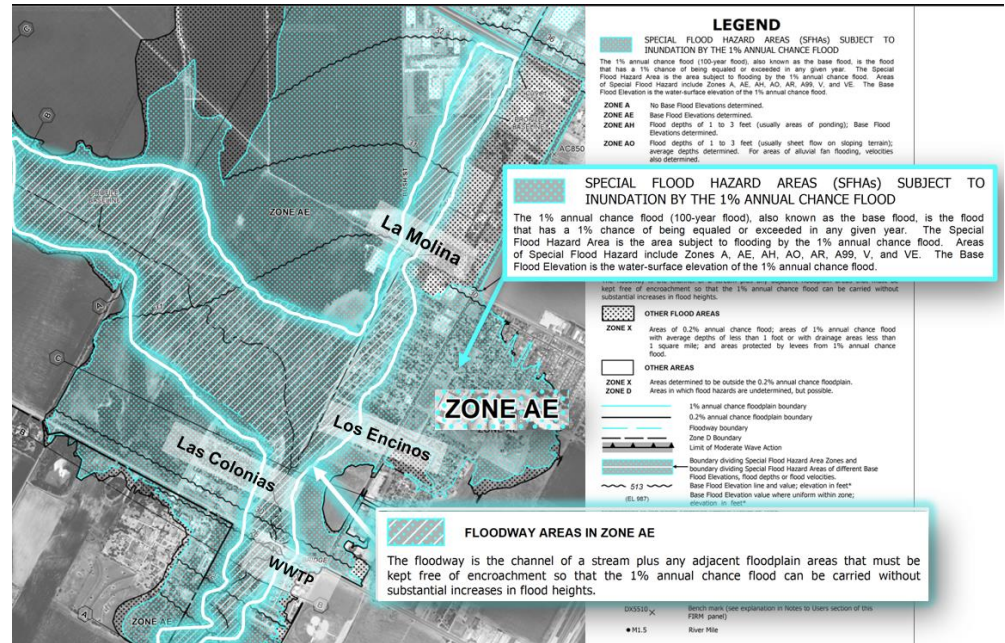 LEGEND
SPECIAL FLOOD HAZARD AREAS (SFHAs) SUBJECT TO
INUNDATION BY THE 1% ANNUAL CHANCE FLOOD
The 1% annual chance flood (100-year flood), also known as the base flood, is the flood
that has a 1% chance of being equaled or exceeded in any given year. The Special
Flood Hazard Area is the area subject to flooding by the 1% annual chance flood. Areas
of Special Flood Hazard include Zones A, AE, AH, AO, AR, A99, V, and VE. The Base
Flood Elevation is the water-surface elevation of the 1% annual chance flood.
ZONE A No Base Flood Elevations determined.
ZONE AE Base Flood Elevations determined.
ZONE AH Flood depths of 1 to 3 feet (usually areas of ponding); Base Flood
Elevations determined.
ZONE AO Flood depths of 1 to 3 feet (usually sheet flow on sloping terrain);
average depths determined. For areas of alluvial fan flooding, velocities
also determined.
SPECIAL FLOOD HAZARD AREAS (SFHAs) SUBJECT TO
INUNDATION BY THE 1% ANNUAL CHANCE FLOOD
The 1% annual chance flood (100-year flood), also known as the base flood, is the flood
that has a 1% chance of being equaled or exceeded in any given year. The Special
Flood Hazard Area is the area subject to flooding by the 1% annual chance flood. Areas
of Special Flood Hazard include Zones A, AE, AH, AO, AR, A99, V, and VE. The Base
Flood Elevation is the water-surface elevation of the 1% annual chance flood.
kept free of encroachment so that the 1% annual chance flood can be carried without
substantial increases in flood heights.
OTHER FLOOD AREAS
ZONE X Areas of 0.2% annual chance flood; areas of 1% annual chance flood
with average depths of less than 1 foot or with drainage areas less than
1 square mile; and areas protected by levees from 1% annual chance
flood.
OTHER AREAS
ZONE X Areas determined to be outside the 0.2% annual chance floodplain.
ZONE D Areas in which flood hazards are undetermined, but possible.
1% annual chance floodplain boundary
0.2% annual chance floodplain boundary
Floodway boundary
Zone D Boundary
Limit of Moderate Wave Action
Boundary dividing Special Flood Hazard Area Zones and
boundary dividing Special Flood Hazard Areas of different Base
Flood Elevations, flood depths or flood velocities.
513 Base Flood Elevation line and value; elevation in feet*
(EL 987) Base Flood Elevation value where uniform within zone;
elevation in feet*
FLOODWAY AREAS IN ZONE AE
The floodway is the channel of a stream plus any adjacent floodplain areas that must be
kept free of encroachment so that the 1% annual chance flood can be carried without
substantial increases in flood heights.
DX5510 Bench mark (see explanation in Notes to Users section of this
FIRM panel)
M1.5 River Mile
ZONE AE
La Molina
ZONE AE
Los Encinos
Las Colonias
WWTP
ZONE AE